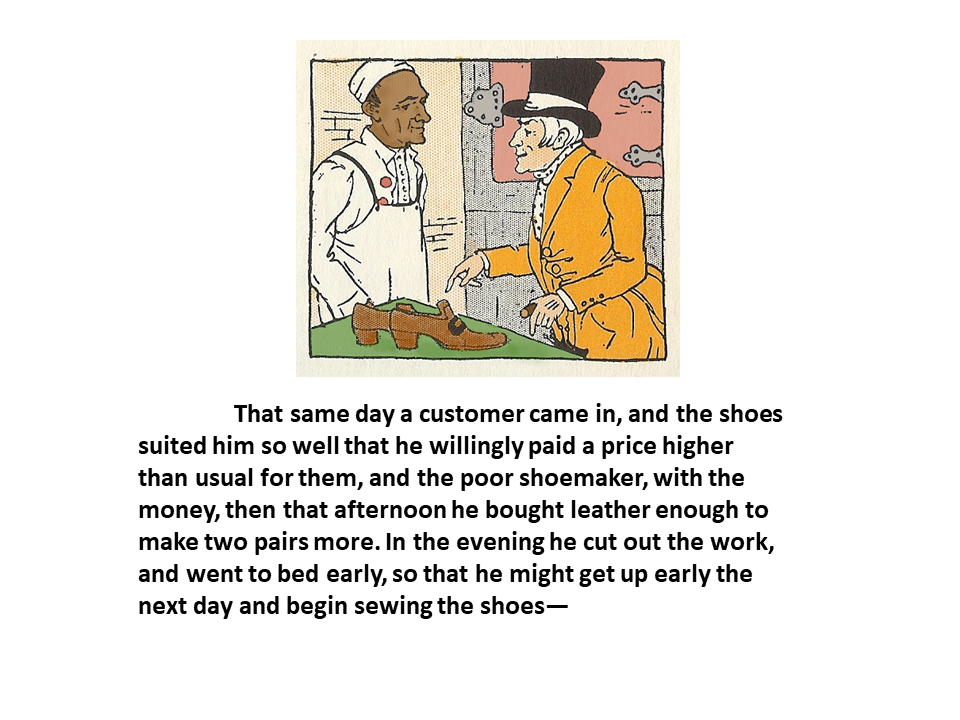 That same day a customer came in, and the shoes
suited him so well that he willingly paid a price higher
than usual for them, and the poor shoemaker, with the
money, then that afternoon he bought leather enough to
make two pairs more. In the evening he cut out the work,
and went to bed early, so that he might get up early the
next day and begin sewing the shoes—